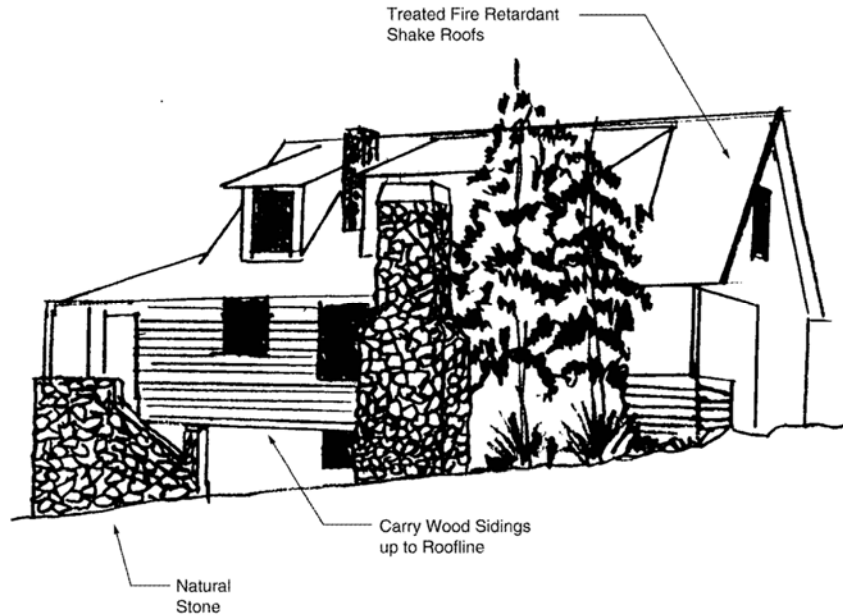 Treated Fire Retardant
Shake Roofs
Carry Wood Sidings
up to Roofline
Natural
Stone